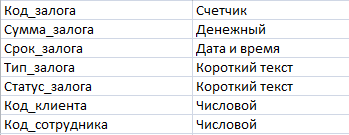 Код_залога Счетчик
Сумма_залога Денежный
Срок_залога Дата и время
Тип_залога Короткий текст
Статус_залога Короткий текст
Код_клиента Числовой
Код_сотрудника Числовой